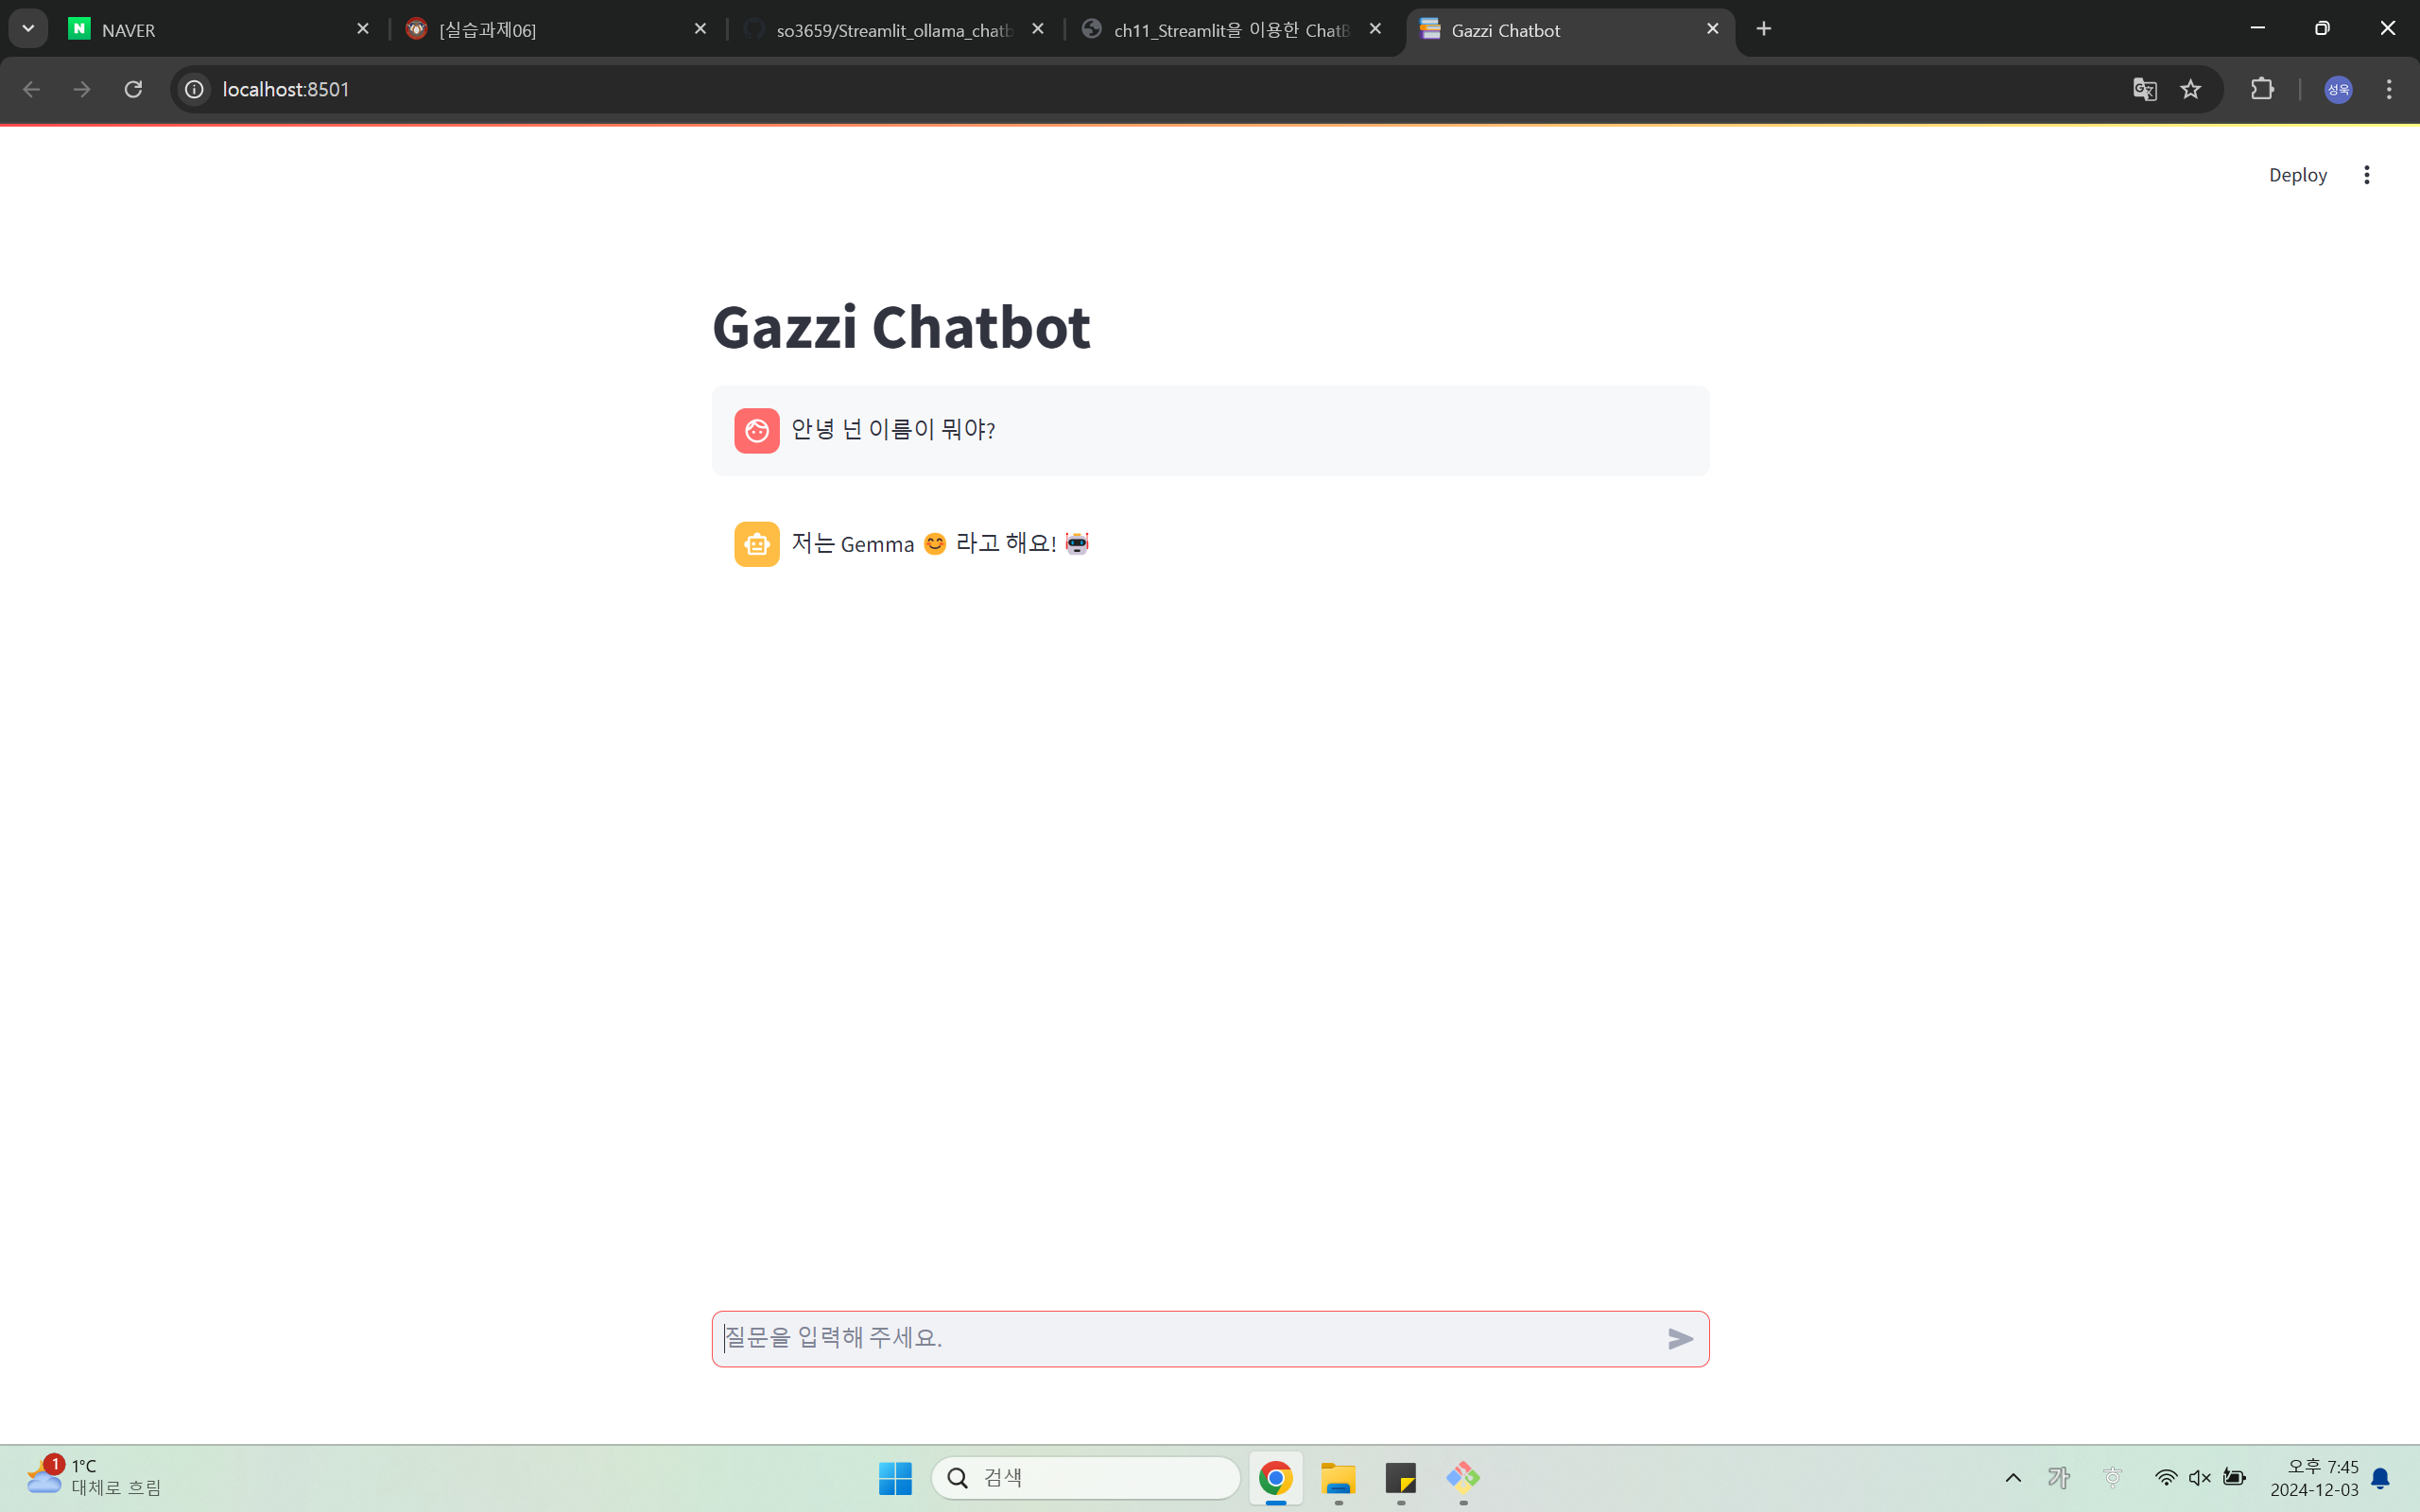 NAVER
[실습과제06]
so3659/Streamlit_ollama_chatb
ch11_Streamlit을 이용한 ChatB
Gazzi Chatbot
localhost:8501
성욱
Deploy
Gazzi Chatbot
안녕 넌 이름이 뭐야?
저는 Gemma 😊 라고 해요! 🤖
질문을 입력해 주세요.
1
1°C
대체로 흐림
검색
가
오후 7:45
2024-12-03